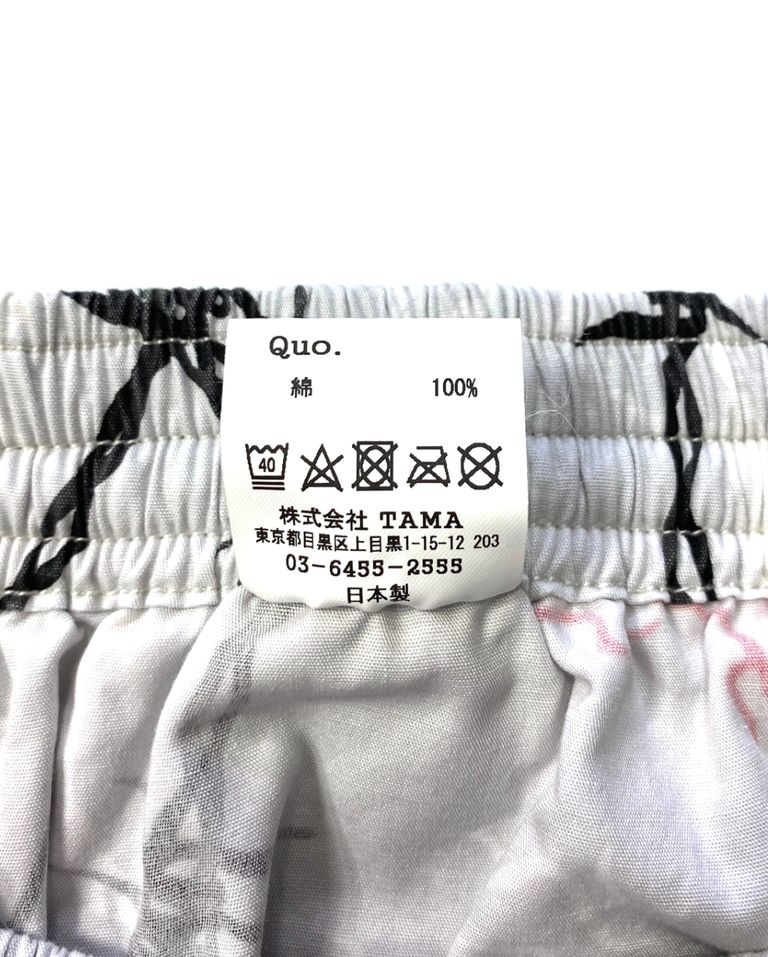 Quo.
綿 100%
40
株式会社 TAMA
東京都目黒区上目黒1-15-12 203
03-6455-2555
日本製